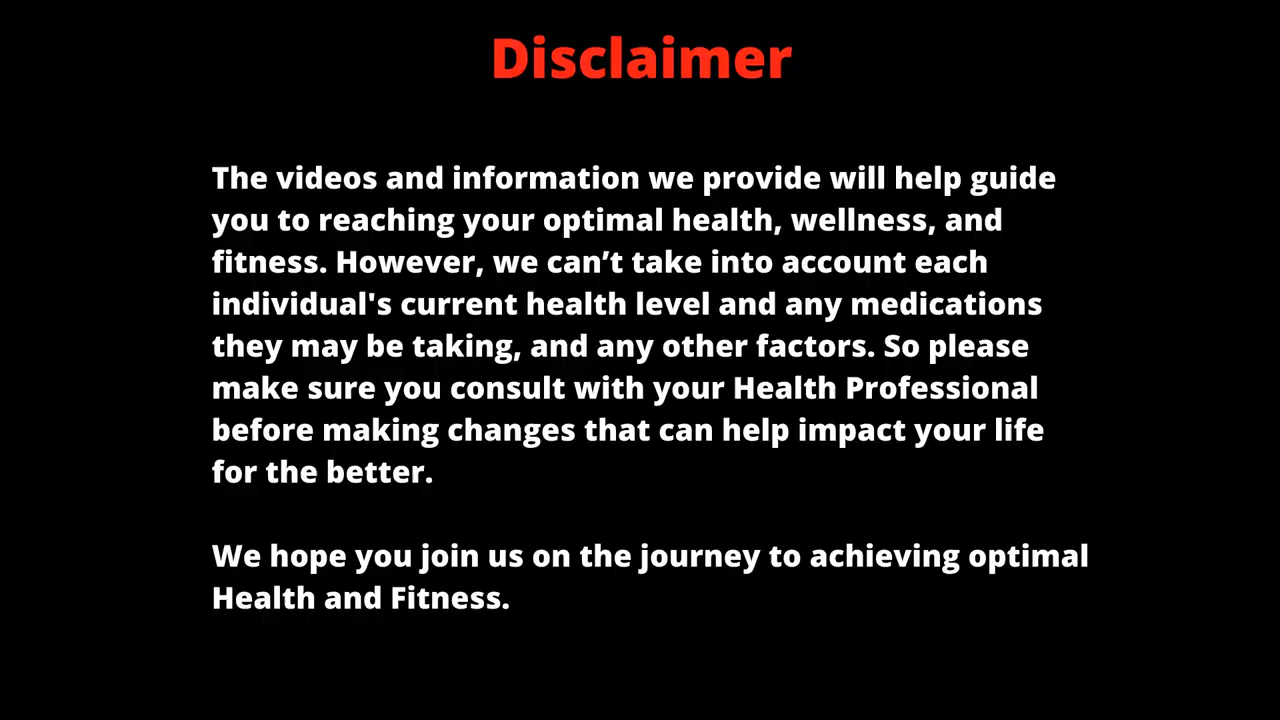 Disclaimer
The videos and information we provide will help guide
you to reaching your optimal health, wellness, and
fitness. However, we can’t take into account each
individual's current health level and any medications
they may be taking, and any other factors. So please
make sure you consult with your Health Professional
before making changes that can help impact your life
for the better.
We hope you join us on the journey to achieving optimal
Health and Fitness.